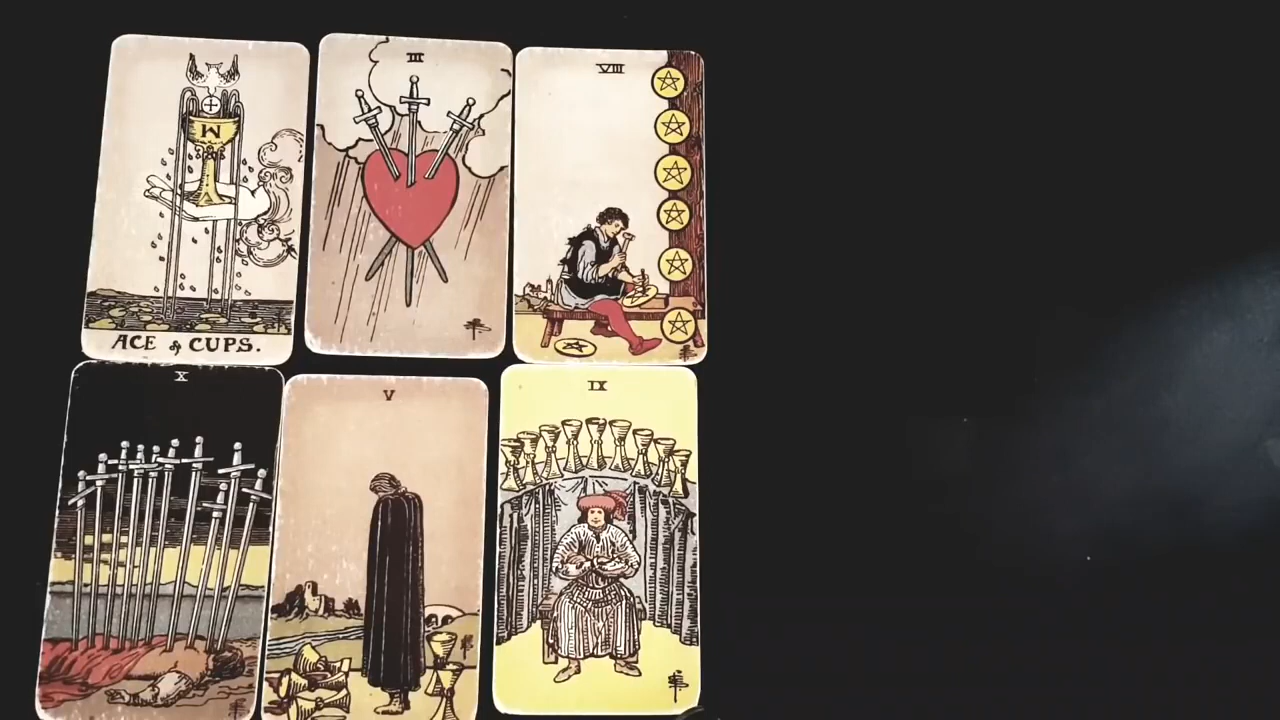 III
VIII
W
ACE of CUPS.
X
V
IX